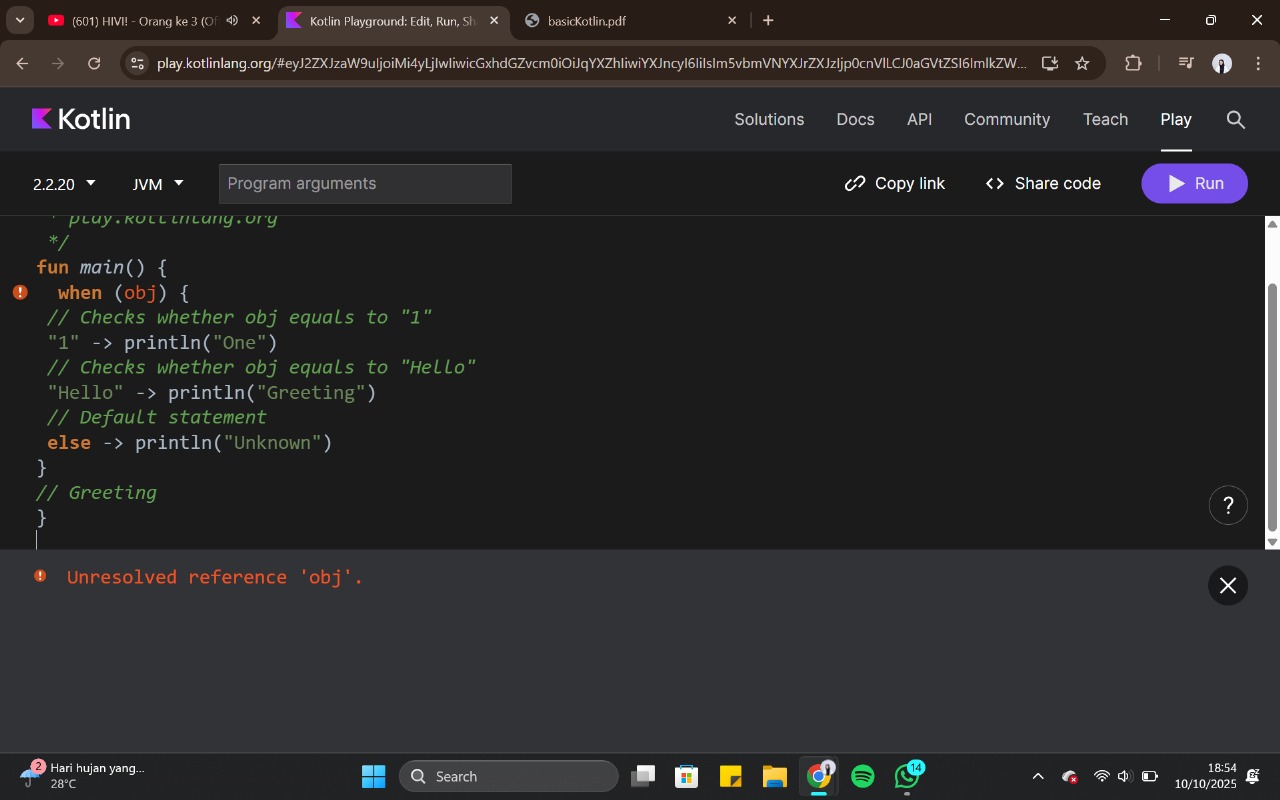 (601) HIVI! - Orang ke 3 (Of
Kotlin Playground: Edit, Run, Sh
basicKotlin.pdf
Kotlin
Solutions
Docs
API
Community
Teach
Play
2.2.20
JVM
Program arguments
Copy link
Share code
Run
* play.kotlinlang.org
*/
fun main() {
when (obj) {
// Checks whether obj equals to "1"
"1" -> println("One")
// Checks whether obj equals to "Hello"
"Hello" -> println("Greeting")
// Default statement
else -> println("Unknown")
}
// Greeting
}
?
Unresolved reference 'obj'.
2
Hari hujan yang...
28°C
Search
14
18:54
10/10/2025